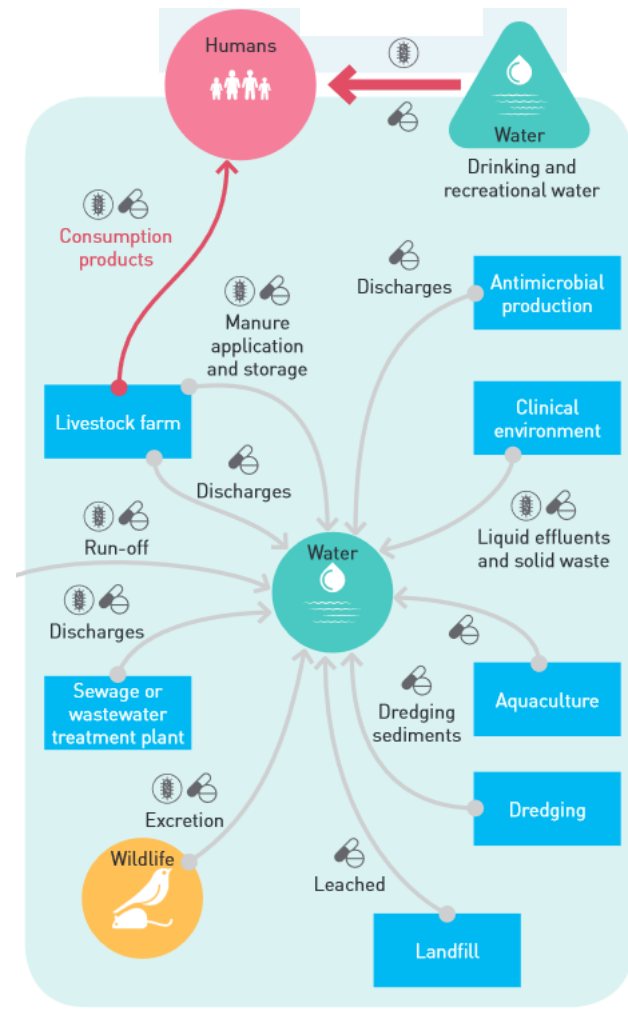 Humans
Water
Drinking and
recreational water
Consumption
products
Discharges
Antimicrobial
production
Manure
application
and storage
Livestock farm
Clinical
environment
Discharges
Liquid effluents
and solid waste
Run-off
Water
Discharges
Sewage or
wastewater
treatment plant
Dredging
sediments
Aquaculture
Excretion
Dredging
Wildlife
Leached
Landfill